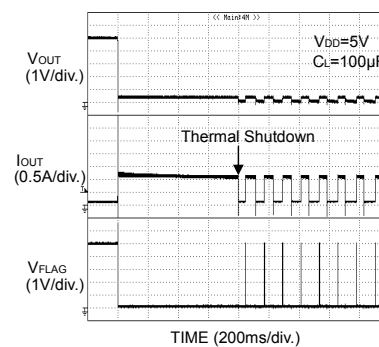 << Main:4M >>
VDD=5V
CL=100µF
VOUT
(1V/div.)
Thermal Shutdown
IOUT
(0.5A/div.)
VFLAG
(1V/div.)
TIME (200ms/div.)